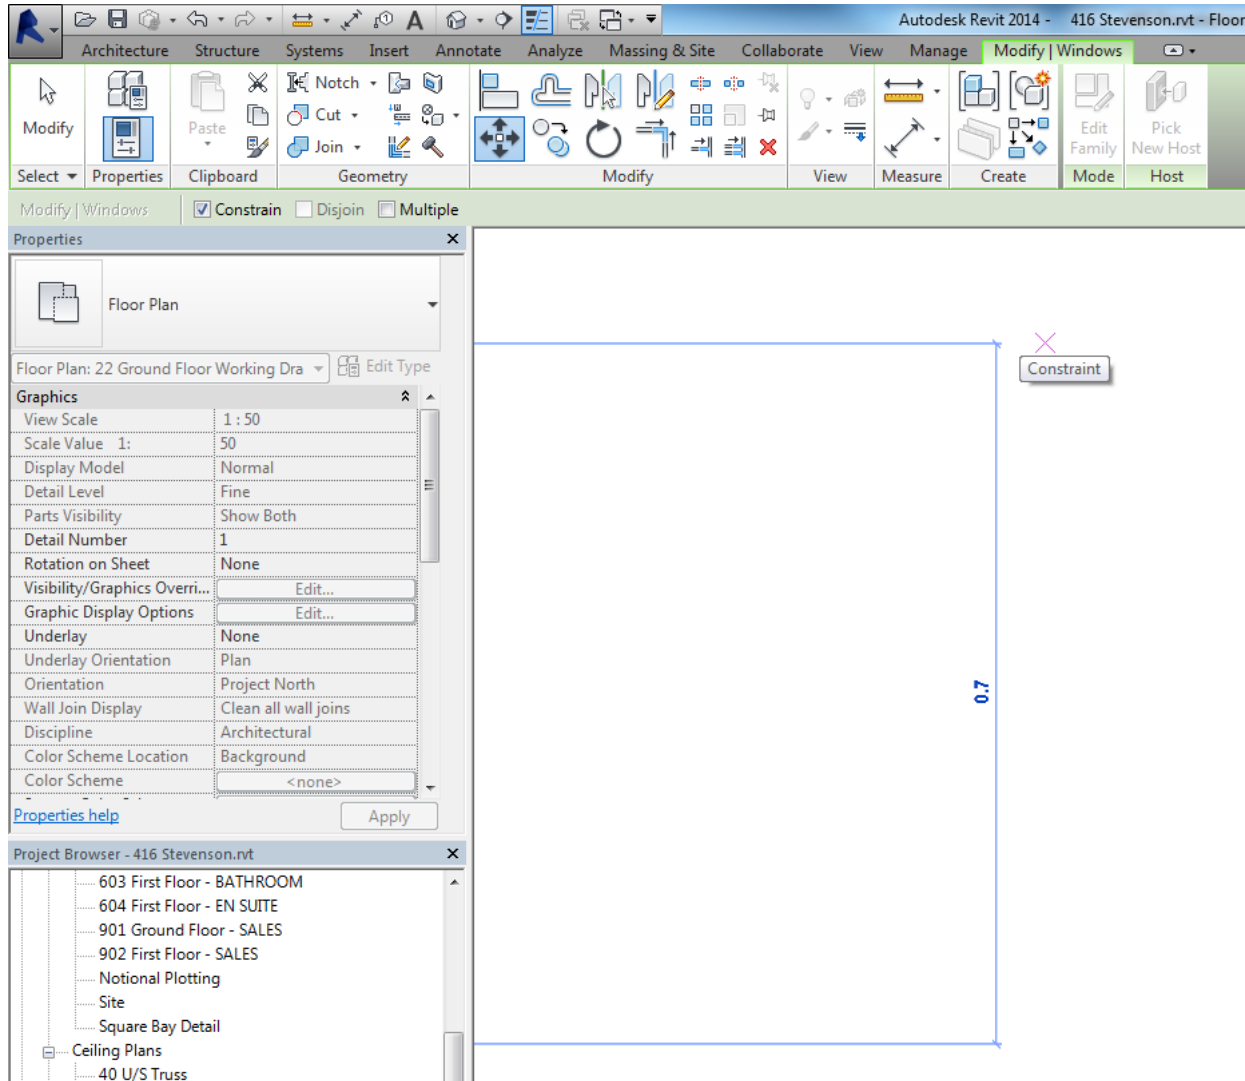 Autodesk Revit 2014 -    416 Stevenson.rvt - Floor
Architecture Structure Systems Insert Annotate Analyze Massing & Site Collaborate View Manage Modify | Windows
Modify
Paste
Notch
Cut
Join
Edit Family
Pick New Host
Select Properties Clipboard Geometry Modify View Measure Create Mode Host
Modify | Windows Constrain Disjoin Multiple
Properties
Floor Plan
Floor Plan: 22 Ground Floor Working Dra Edit Type
Graphics
View Scale 1 : 50
Scale Value 1: 50
Display Model Normal
Detail Level Fine
Parts Visibility Show Both
Detail Number 1
Rotation on Sheet None
Visibility/Graphics Overri... Edit...
Graphic Display Options Edit...
Underlay None
Underlay Orientation Plan
Orientation Project North
Wall Join Display Clean all wall joins
Discipline Architectural
Color Scheme Location Background
Color Scheme <none>
Properties help Apply
Project Browser - 416 Stevenson.rvt
603 First Floor - BATHROOM
604 First Floor - EN SUITE
901 Ground Floor - SALES
902 First Floor - SALES
Notional Plotting
Site
Square Bay Detail
Ceiling Plans
40 U/S Truss
Constraint
0.7